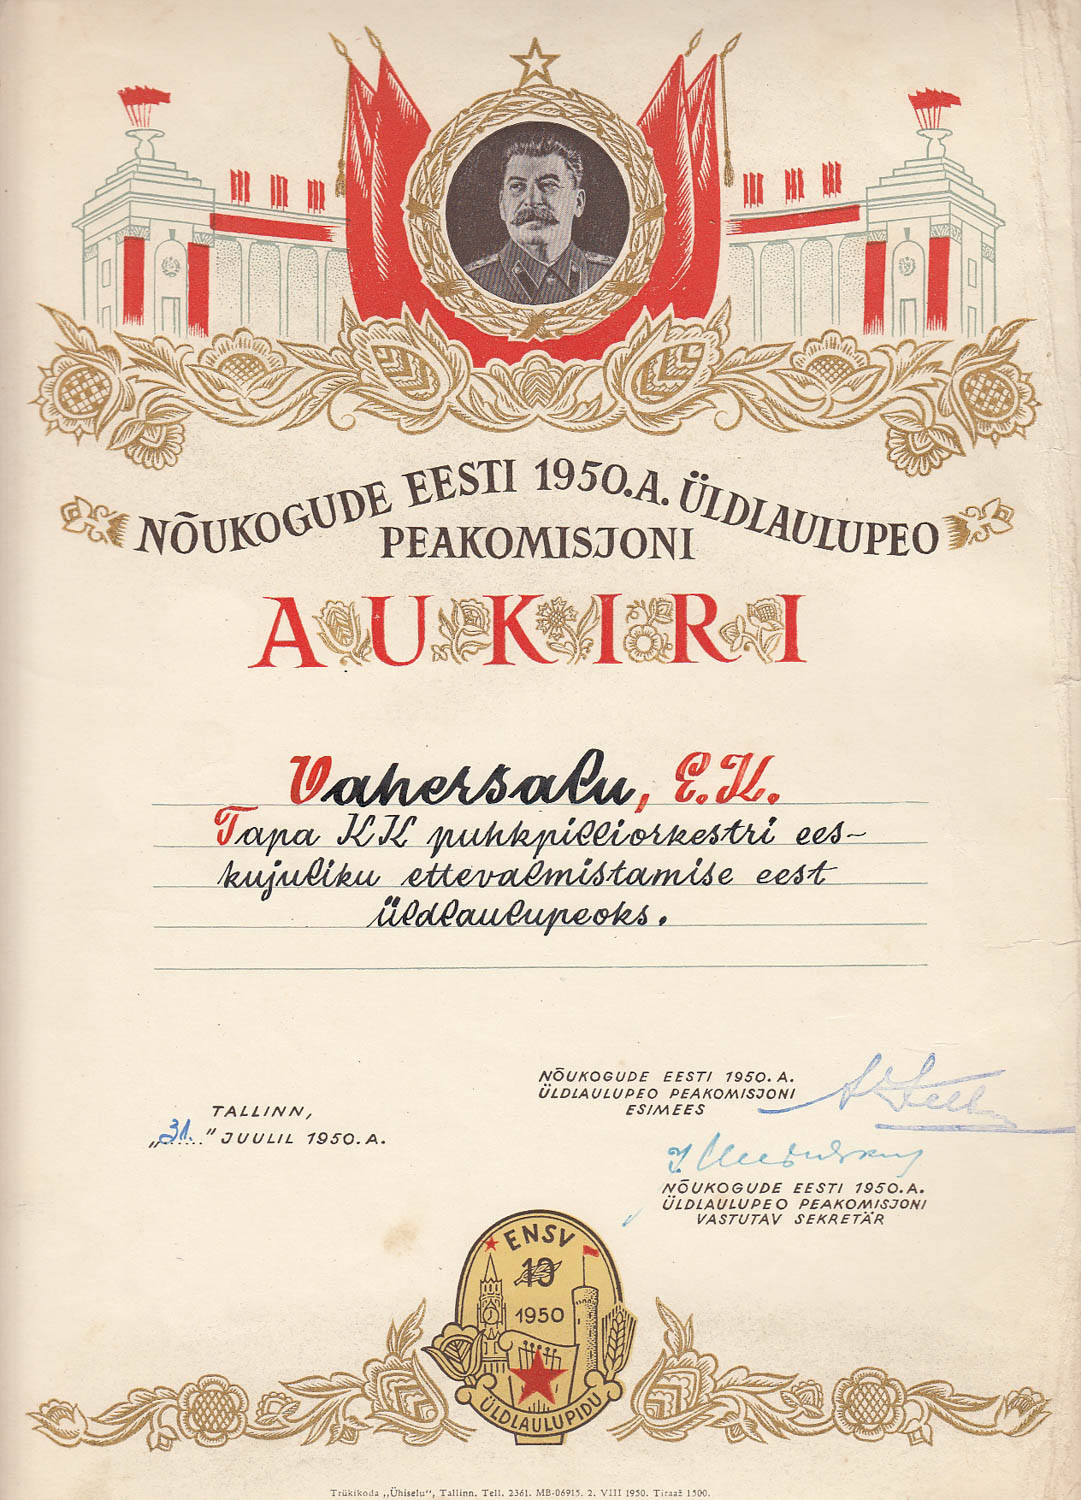 NÕUKOGUDE EESTI 1950.A. ÜLDLAULUPEO
PEAKOMISJONI
AUKIRI
Vahersalu, E.K.
Tapa KK puhkpilliorkestri ees-
kujuliku ettevalmistamise eest
üldlaulupeoks.
NÕUKOGUDE EESTI 1950.A.
ÜLDLAULUPEO PEAKOMISJONI
ESIMEES
TALLINN,
„31.....” JUULIL 1950.A.
NÕUKOGUDE EESTI 1950.A.
ÜLDLAULUPEO PEAKOMISJONI
VASTUTAV SEKRETÄR
ENSV
10
1950
ÜLDLAULUPIDU
Trükikoda „Ühiselu“, Tallinn. Tell. 2361. MB-06915. 2. VIII 1950. Tiraaž 1500.